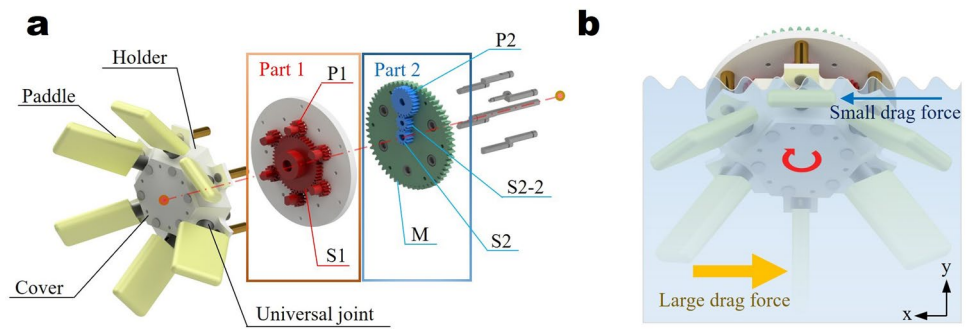 a
Holder
Paddle
Part 1
P1
Part 2
P2
S2-2
M
S2
S1
Cover
Universal joint
b
Small drag force
Large drag force
y
x